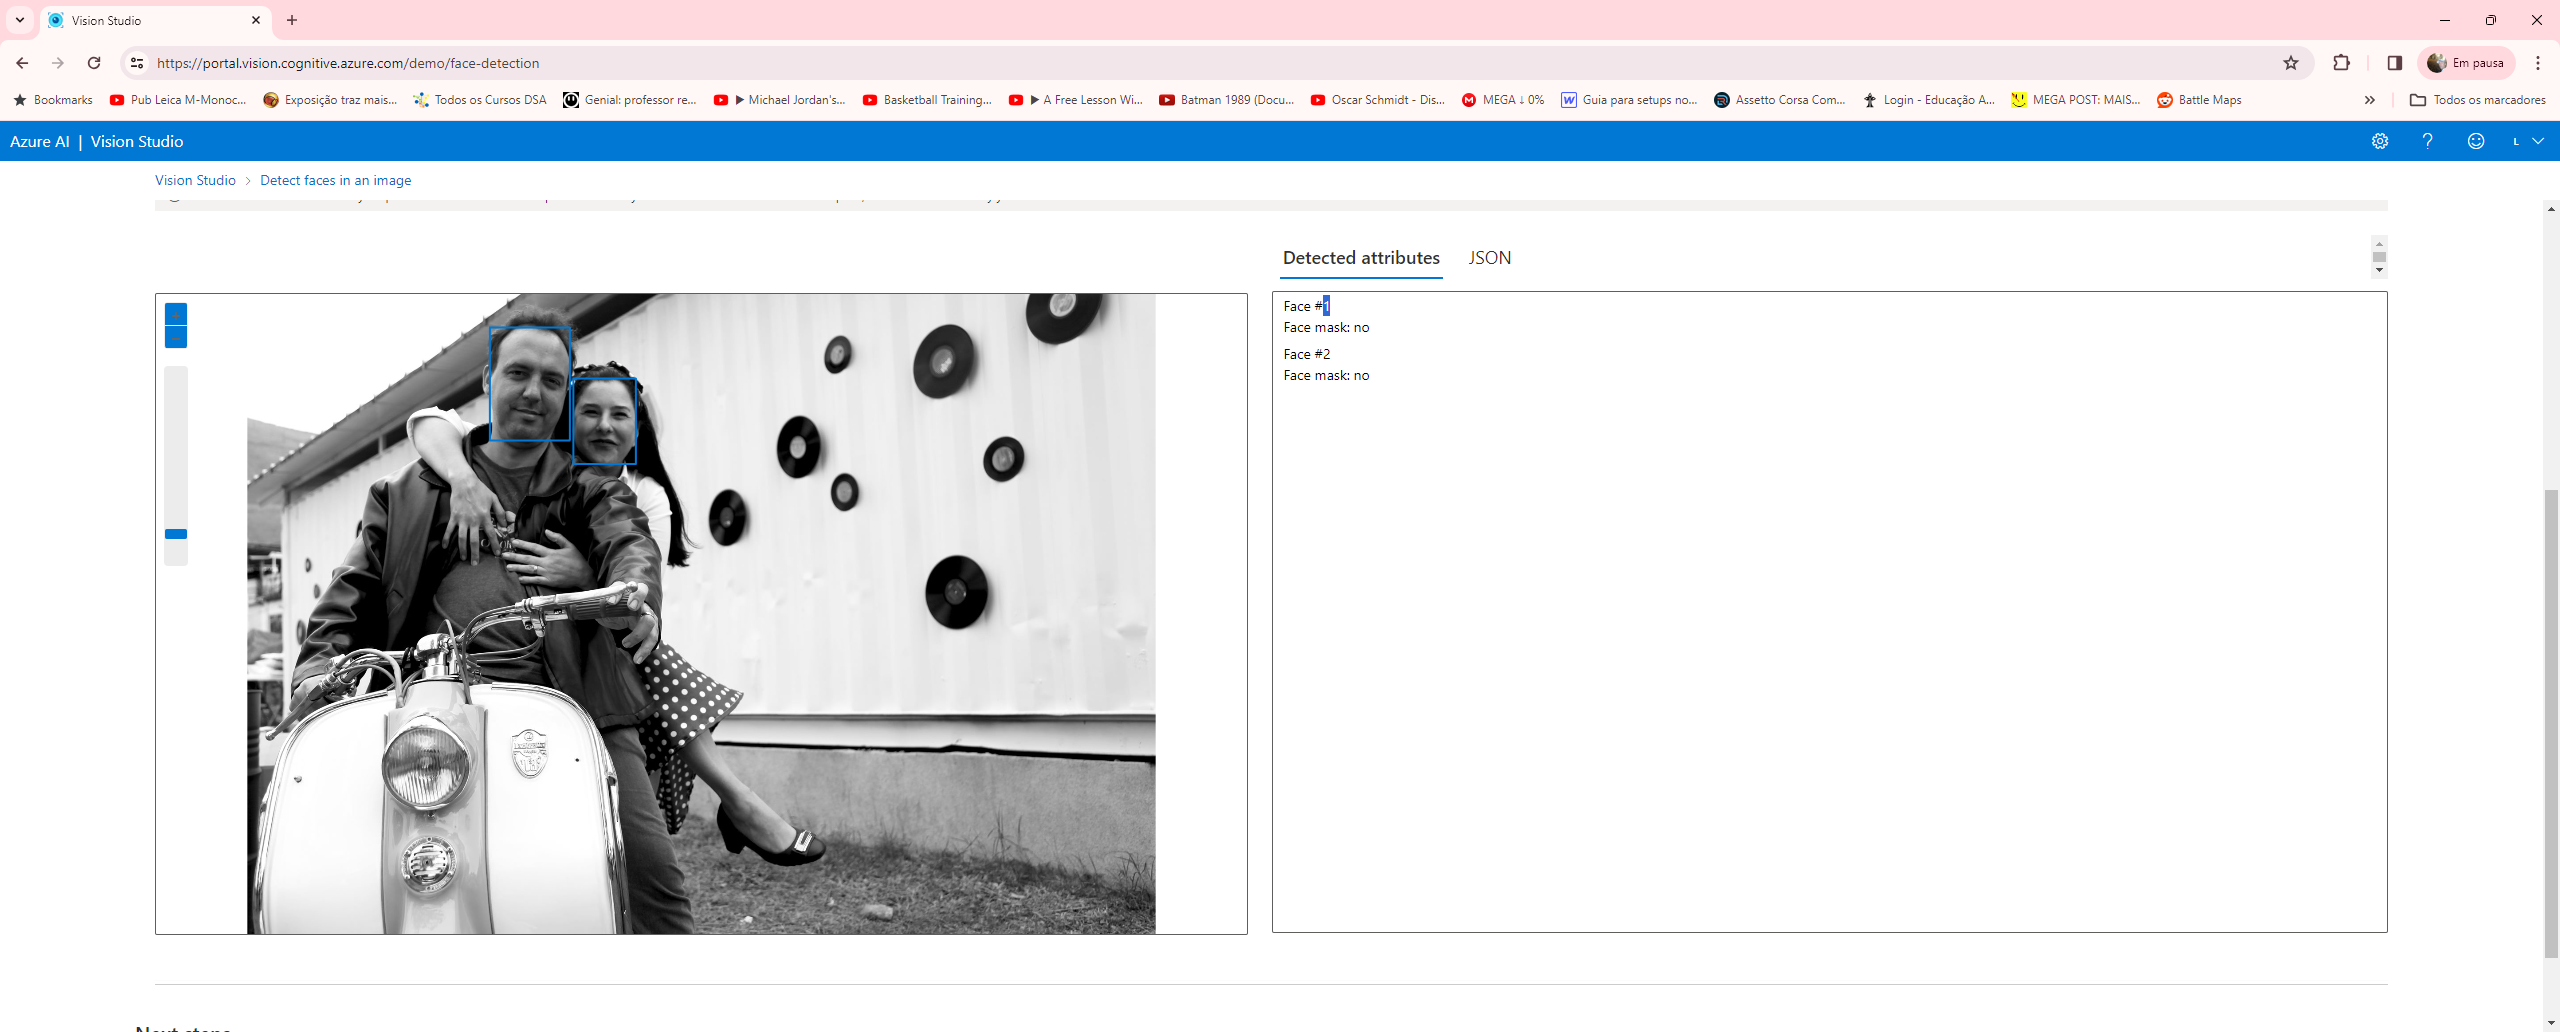 Vision Studio
https://portal.vision.cognitive.azure.com/demo/face-detection
Em pausa
Bookmarks
Pub Leica M-Monoc...
Exposição traz mais...
Todos os Cursos DSA
Genial: professor re...
▶ Michael Jordan's...
Basketball Training...
▶ A Free Lesson Wi...
Batman 1989 (Docu...
Oscar Schmidt - Dis...
MEGA ↓ 0%
Guia para setups no...
Assetto Corsa Com...
Login - Educação A...
MEGA POST: MAIS...
Battle Maps
»
Todos os marcadores
Azure AI | Vision Studio
L
Vision Studio > Detect faces in an image
Detected attributes
JSON
Face #1
Face mask: no
Face #2
Face mask: no